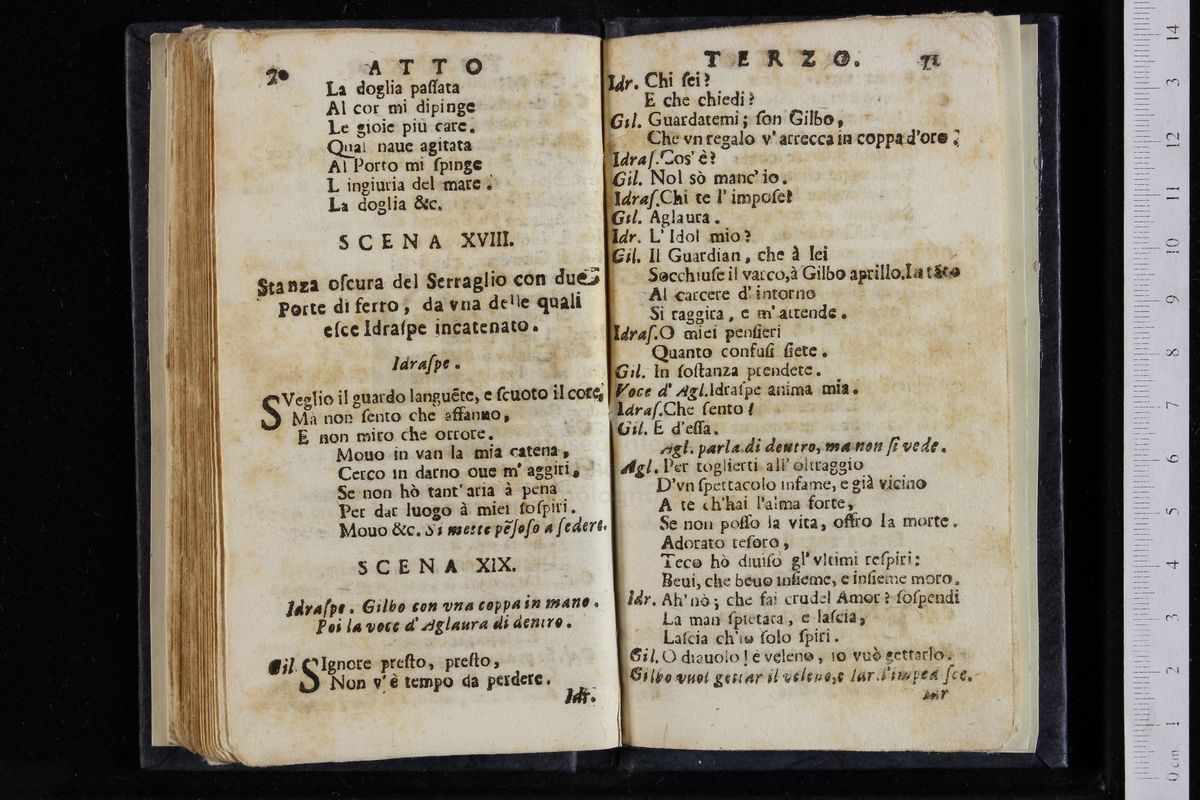 70 ATTO
La doglia paſſata
Al cor mi dipinge
Le gioie più care.
Qual naue agitata
Al Porto mi ſpinge
L ingiuria del mare.
La doglia &c.
SCENA XVIII.
Stanza oſcura del Serraglio con due
Porte di ferro, da vna delle quali
eſce Idraſpe incatenato.
Idraſpe.
SVeglio il guardo languẽte, e ſcuoto il core,
Mà non ſento che affanno,
E non miro che orrore.
Mouo in van la mia catena,
Cerco in darno oue m'aggiri,
Se non hò tant'aria à pena
Per dar luogo à miei ſoſpiri.
Mouo &c. Si mette pẽſoſo a ſedere.
SCENA XIX.
Idraſpe. Gilbo con vna coppa in mano.
Poi la voce d'Aglaura di dentro.
Gil. SIgnore preſto, preſto,
Non v'è tempo da perdere.
Idr.
TERZO. 71
Idr. Chi ſei?
E che chiedi?
Gil. Guardatemi; ſon Gilbo,
Che vn regalo v'arrecca in coppa d'oro.
Idraſ. Cos'è?
Gil. Nol sò manc'io.
Idraſ. Chi te l'impoſe?
Gil. Aglaura.
Idr. L'Idol mio?
Gil. Il Guardian, che à lei
Socchiuſe il varco, à Gilbo aprillo. In tãto
Al carcere d'intorno
Si raggira, e m'attende.
Idraſ. O miei penſieri
Quanto confuſi ſiete.
Gil. In ſoſtanza prendete.
Voce d'Agl. Idraſpe anima mia.
Idraſ. Che ſento!
Gil. E d'eſſa.
Agl. parla di dentro, ma non ſi vede.
Agl. Per toglierti all'oltraggio
D'vn ſpettacolo infame, e già vicino
A te ch'hai l'alma forte,
Se non poſſo la vita, offro la morte.
Adorato teſoro,
Teco hò diuiſo gl'vltimi reſpiri:
Beui, che beuo inſieme, e inſieme moro.
Idr. Ah'nò; che fai crudel Amor? ſoſpendi
La man ſpietata, e laſcia,
Laſcia ch'io ſolo ſpiri.
Gil. O diauolo! è veleno, io vuò gettarlo.
Gilbo vuol gettar il veleno, e Idr. l'impediſce.